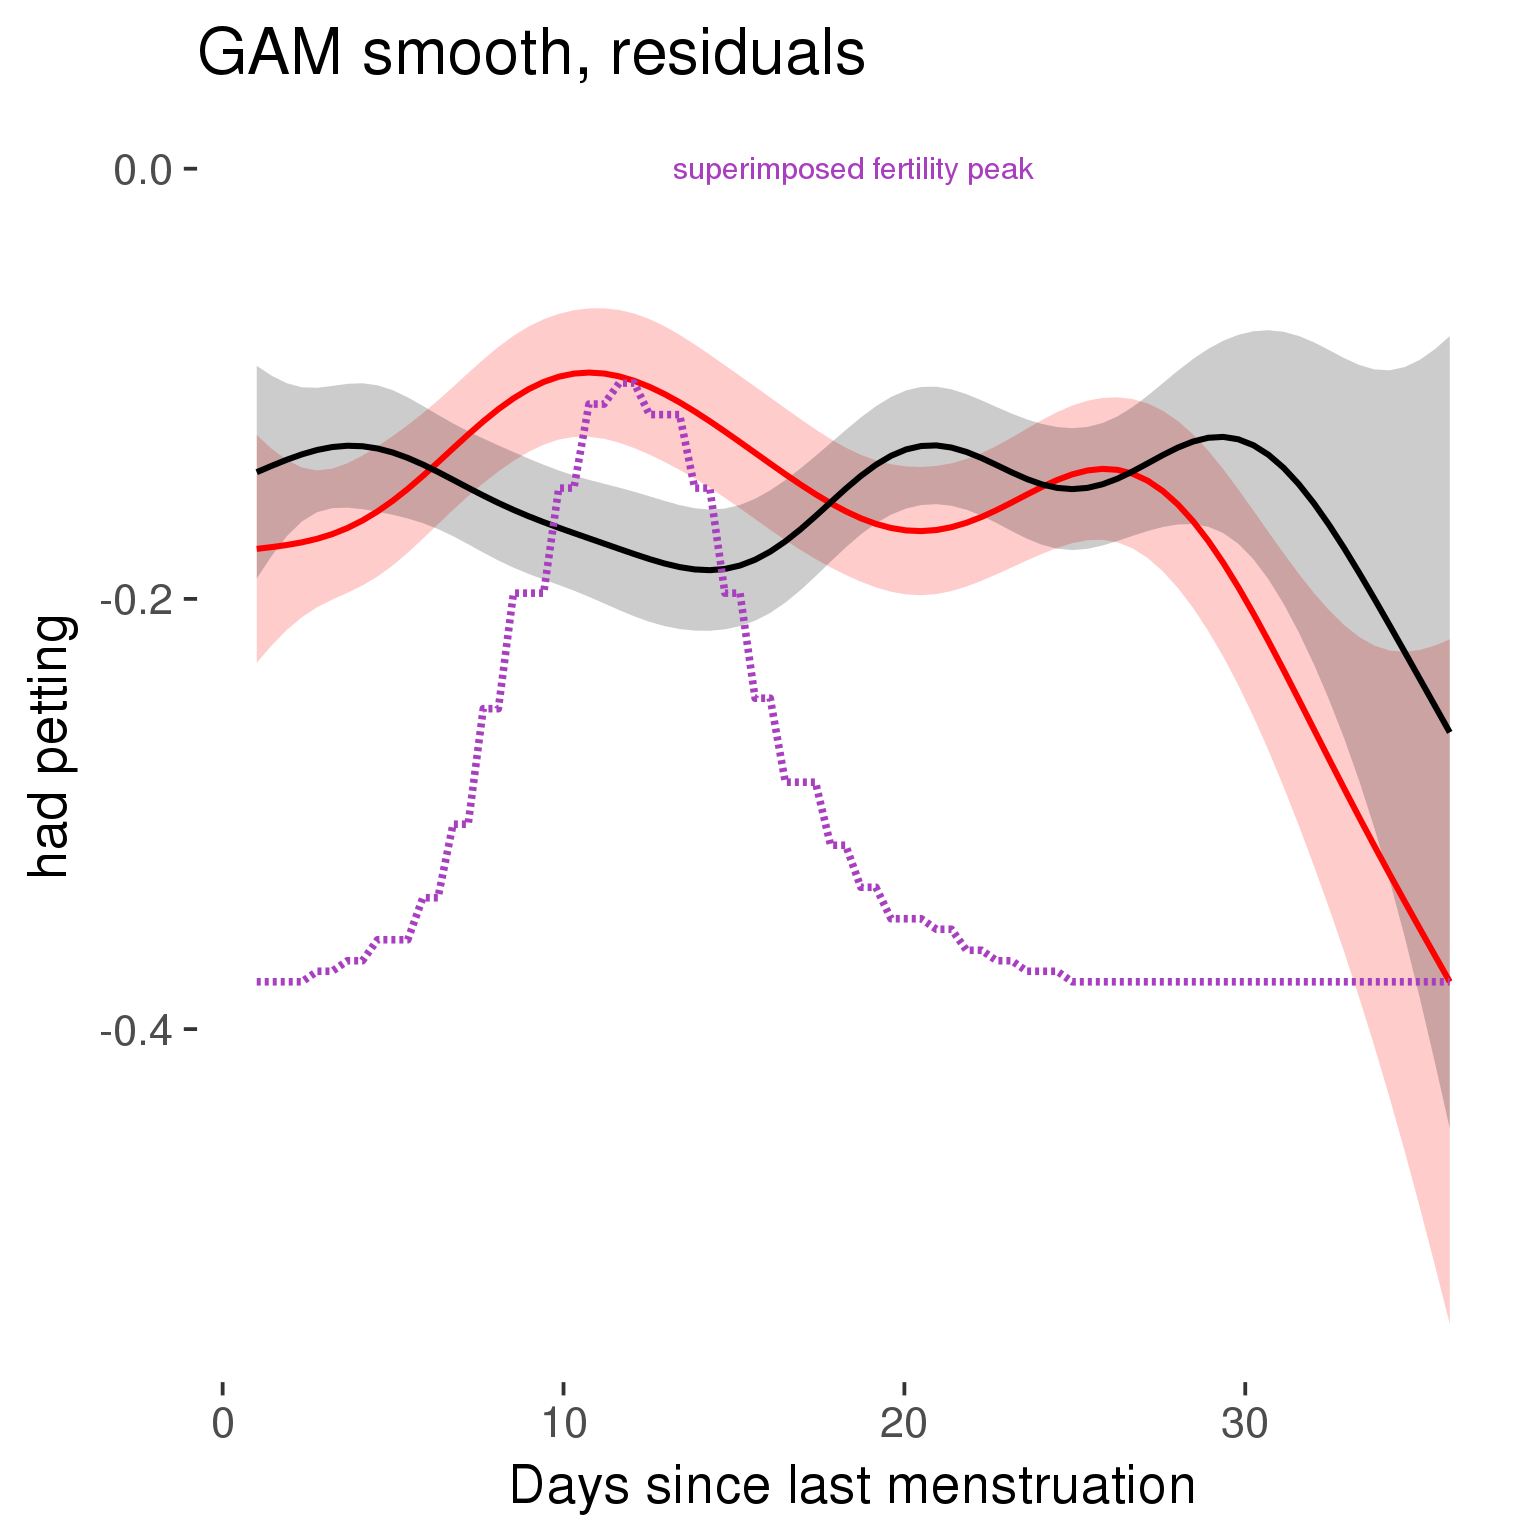 GAM smooth, residuals
superimposed fertility peak
0.0
-0.2
-0.4
had petting
0
10
20
30
Days since last menstruation